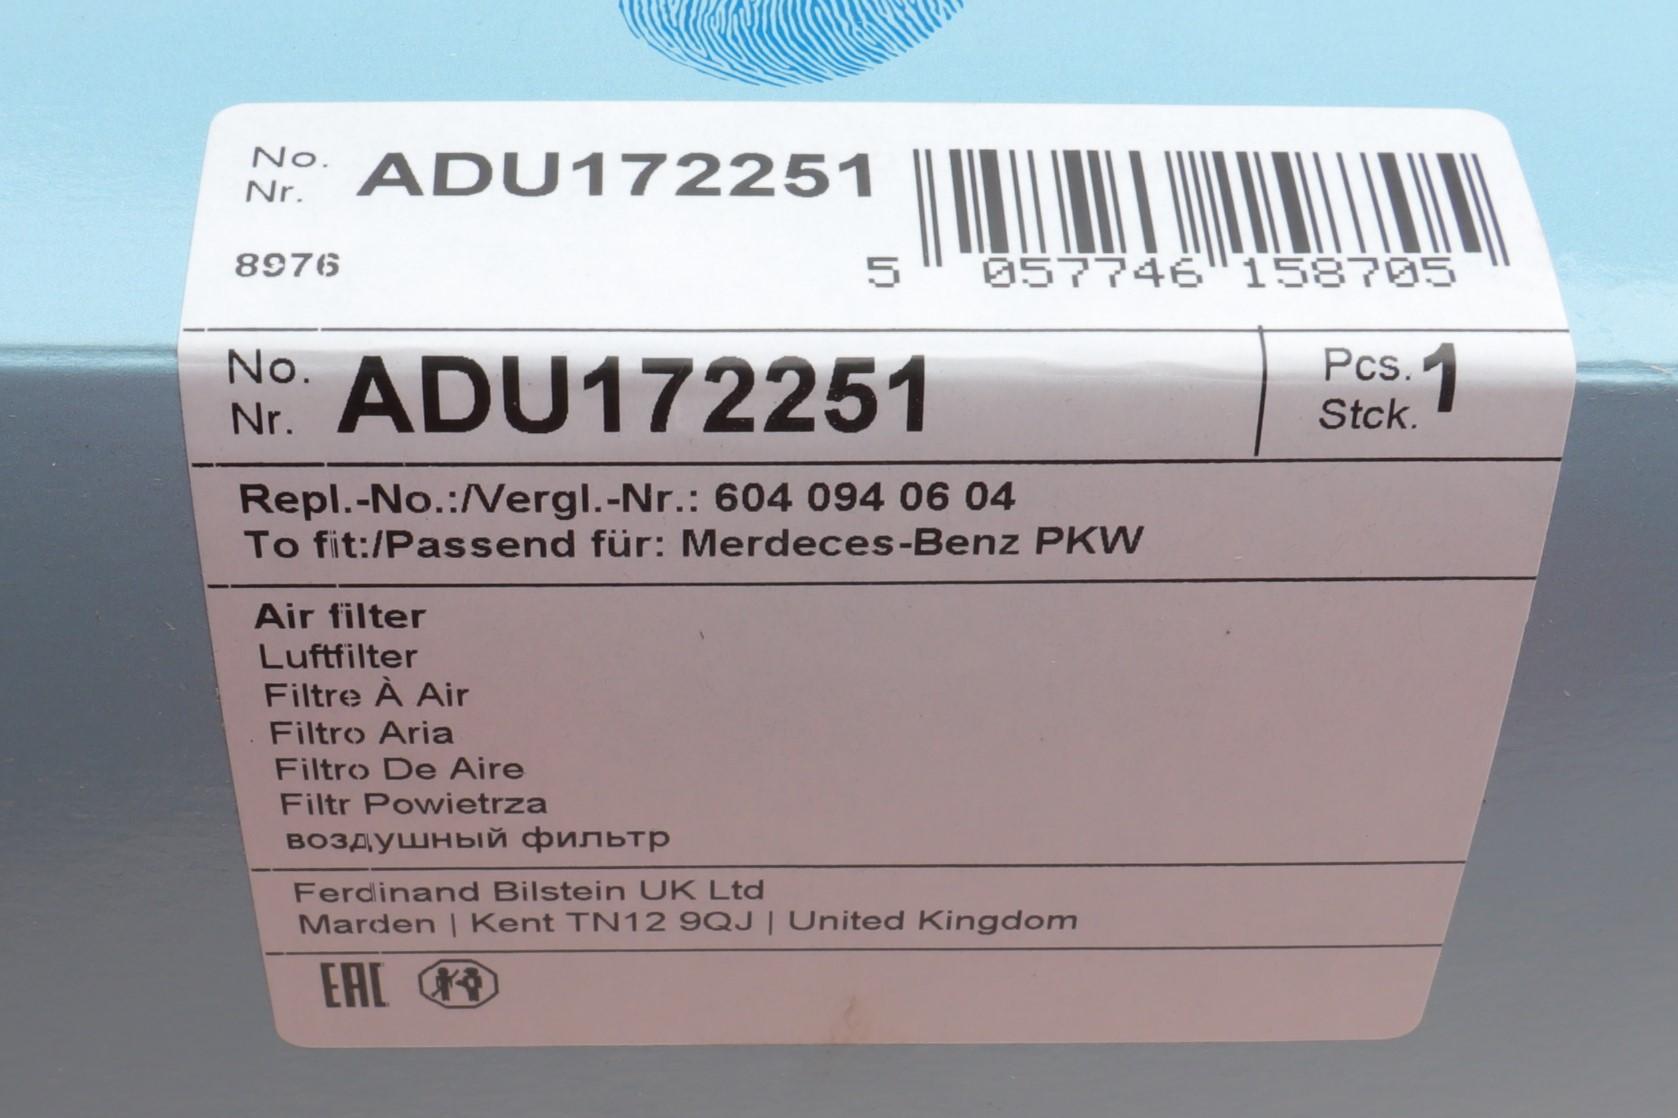 No.
Nr. ADU172251
8976
5 057746 158705
No.
Nr. ADU172251
Pcs.
Stck. 1
Repl.-No.:/Vergl.-Nr.: 604 094 06 04
To fit:/Passend für: Merdeces-Benz PKW
Air filter
Luftfilter
Filtre À Air
Filtro Aria
Filtro De Aire
Filtr Powietrza
воздушный фильтр
Ferdinand Bilstein UK Ltd
Marden | Kent TN12 9QJ | United Kingdom
EAC